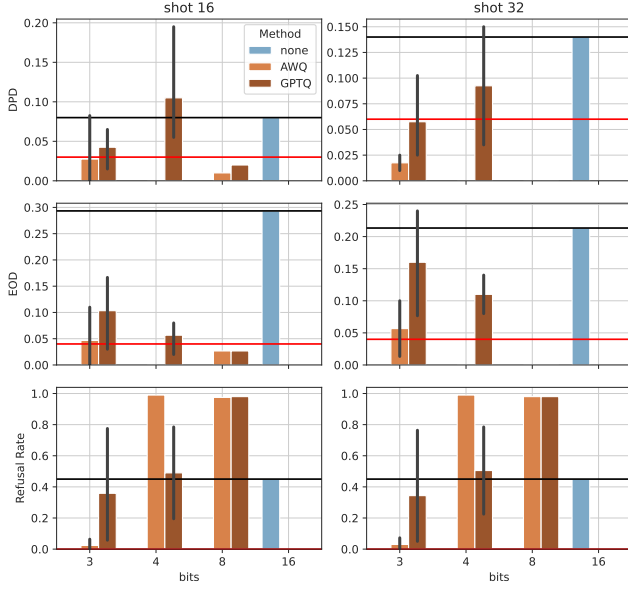 shot 16
shot 32
DPD
0.20
0.15
0.10
0.05
0.00
Method
none
AWQ
GPTQ
0.150
0.125
0.100
0.075
0.050
0.025
0.000
EOD
0.30
0.25
0.20
0.15
0.10
0.05
0.00
0.25
0.20
0.15
0.10
0.05
0.00
Refusal Rate
1.0
0.8
0.6
0.4
0.2
0.0
1.0
0.8
0.6
0.4
0.2
0.0
3 4 8 16
bits
3 4 8 16
bits